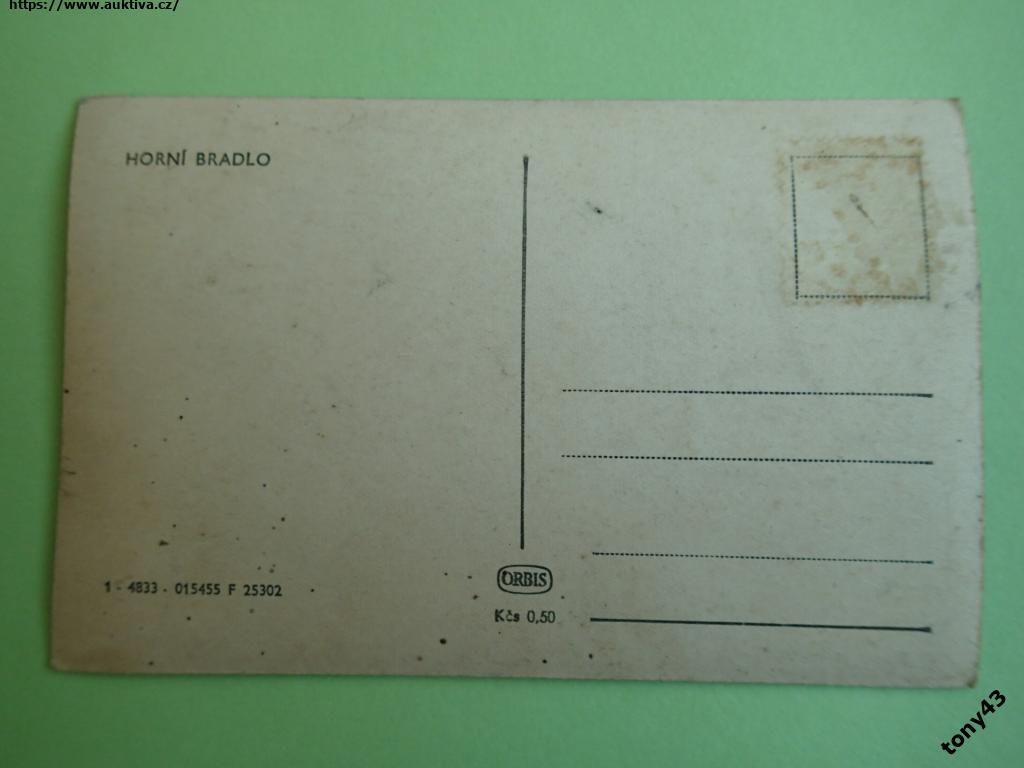 https://www.auktiva.cz/
HORNÍ BRADLO
1 - 4833 - 015455 F 25302
ORBIS
Kčs 0,50
tony43